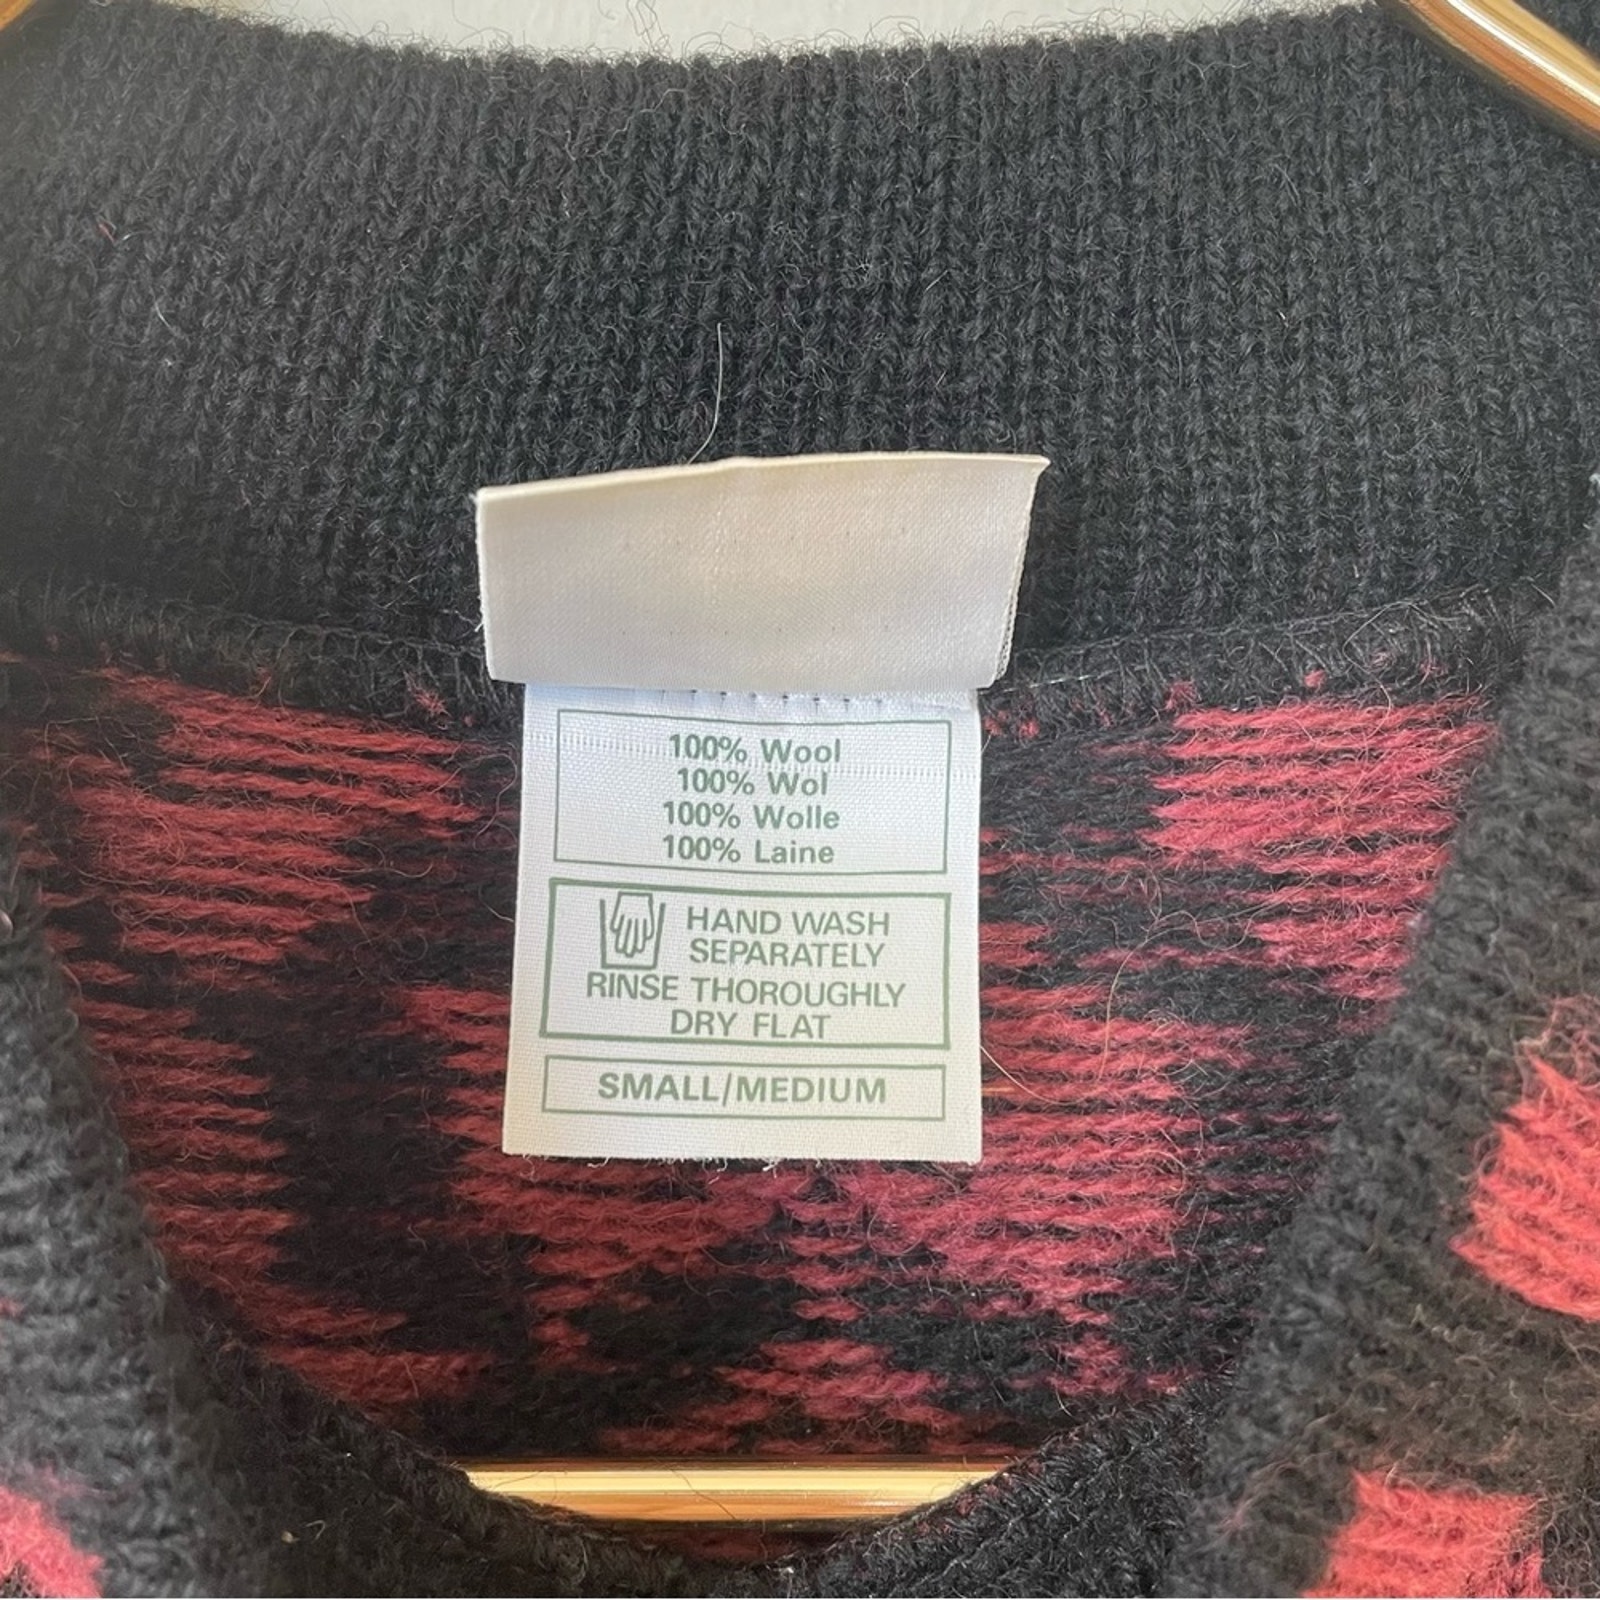 100% Wool
100% Wol
100% Wolle
100% Laine
HAND WASH
SEPARATELY
RINSE THOROUGHLY
DRY FLAT
SMALL/MEDIUM